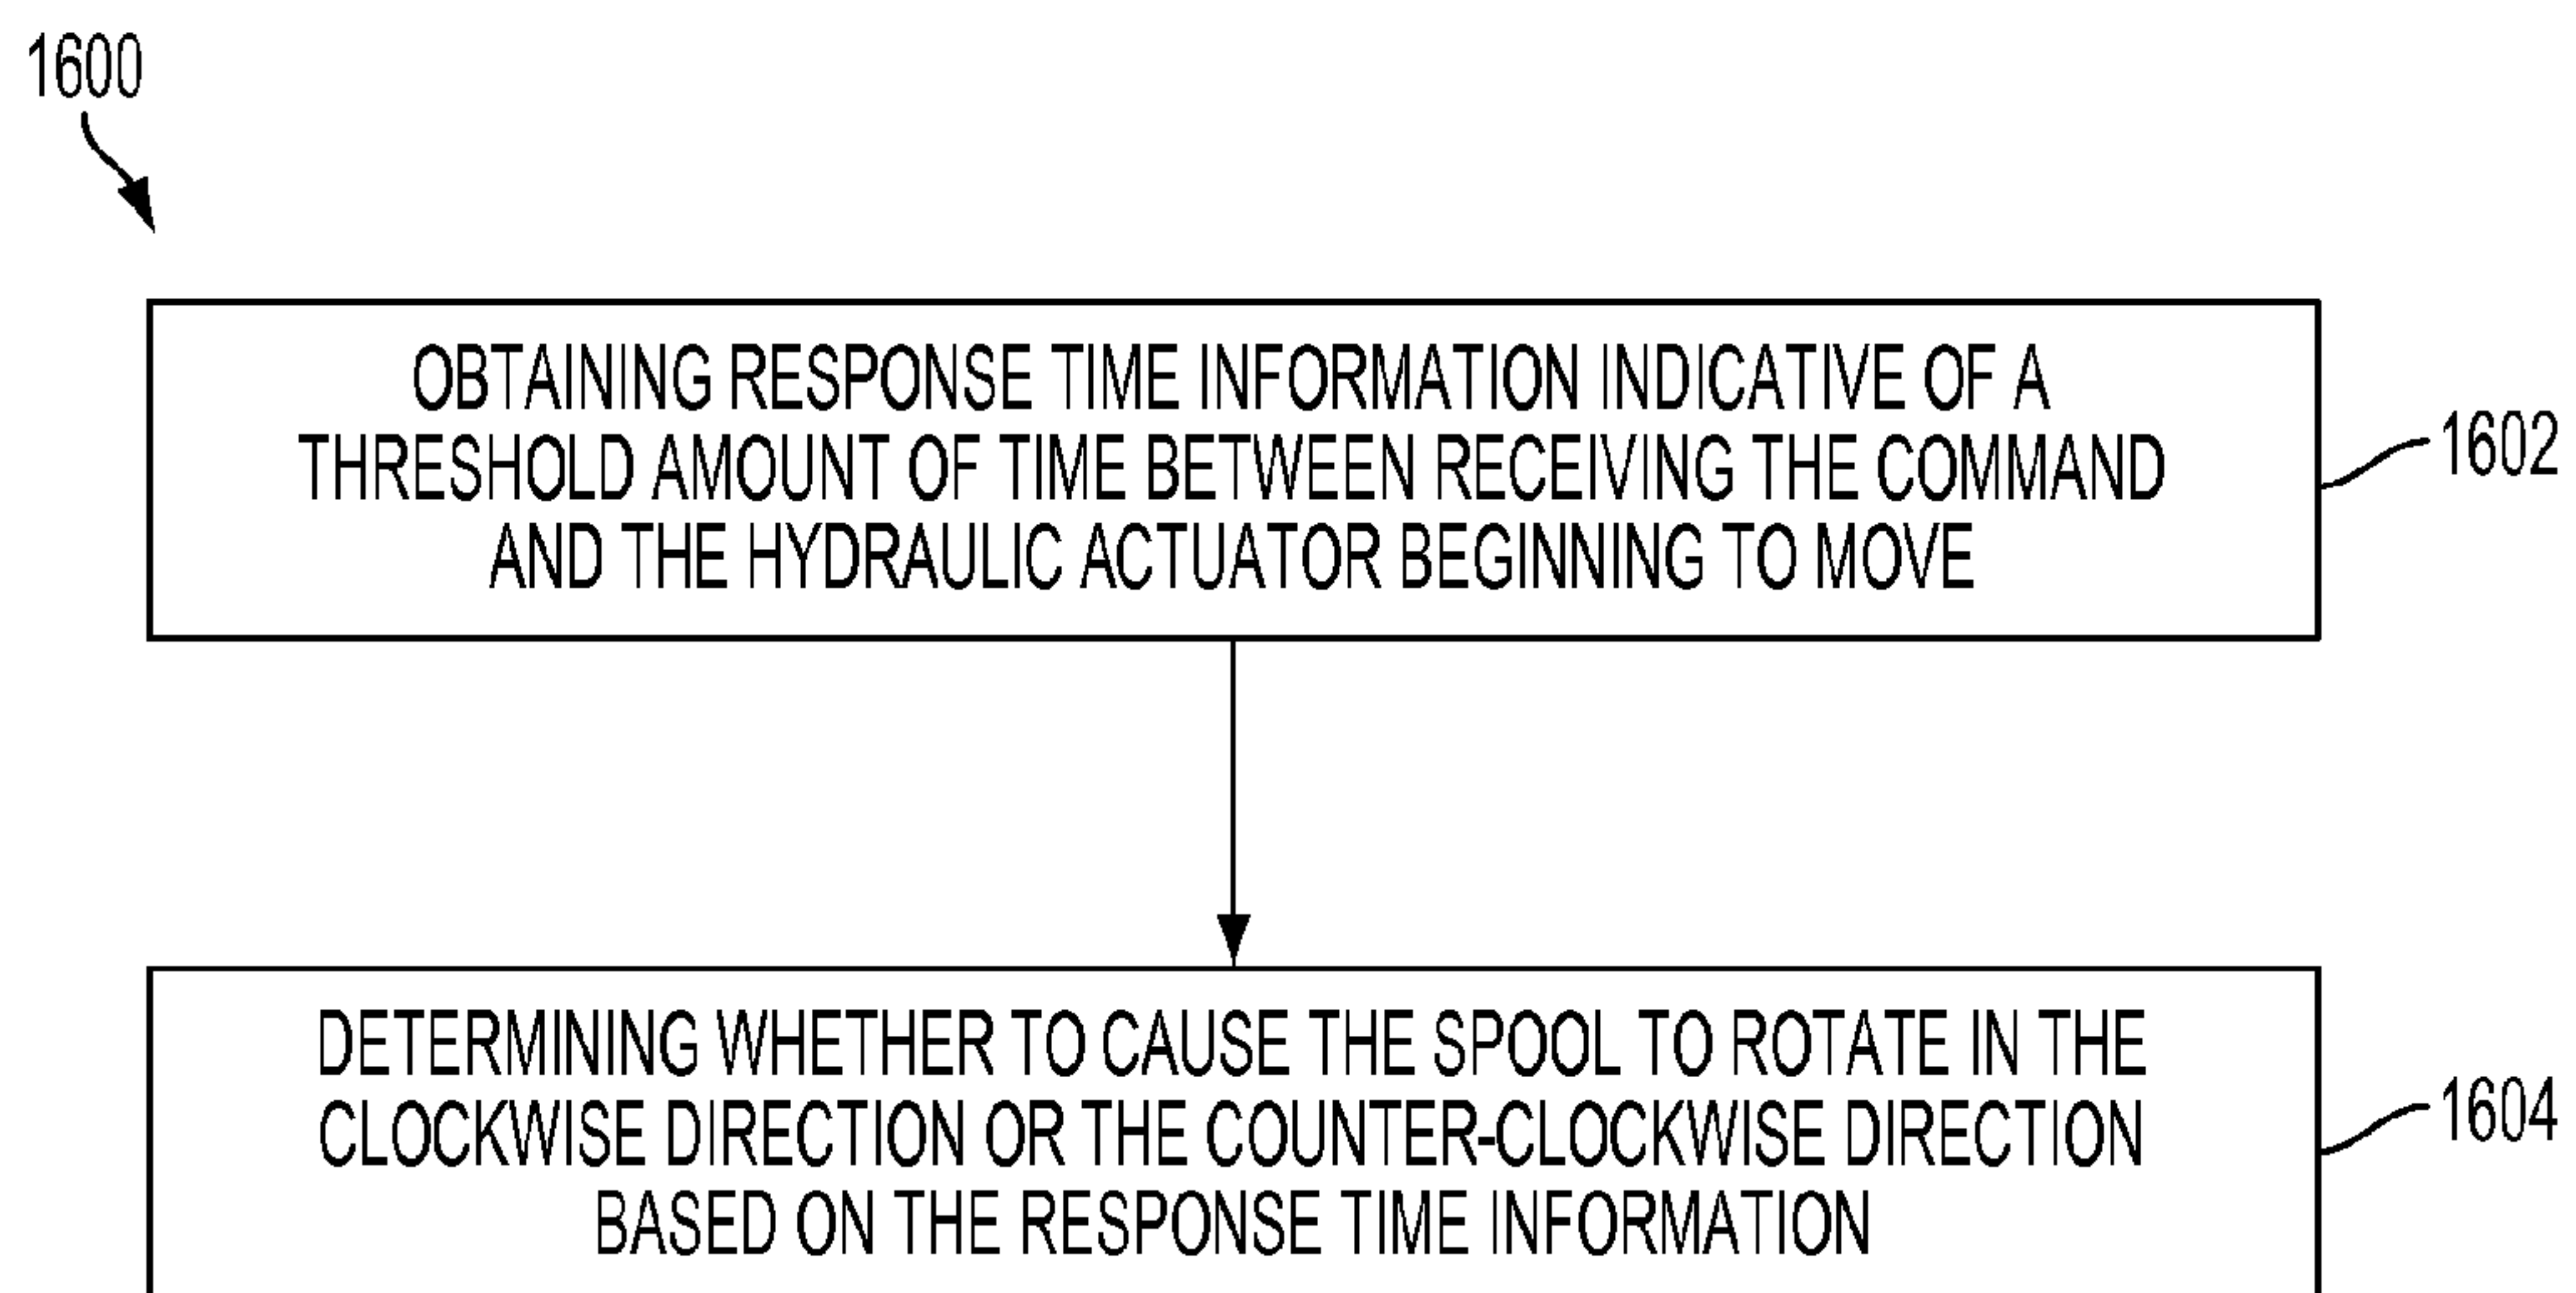 1600
OBTAINING RESPONSE TIME INFORMATION INDICATIVE OF A
THRESHOLD AMOUNT OF TIME BETWEEN RECEIVING THE COMMAND
AND THE HYDRAULIC ACTUATOR BEGINNING TO MOVE
1602
DETERMINING WHETHER TO CAUSE THE SPOOL TO ROTATE IN THE
CLOCKWISE DIRECTION OR THE COUNTER-CLOCKWISE DIRECTION
BASED ON THE RESPONSE TIME INFORMATION
1604